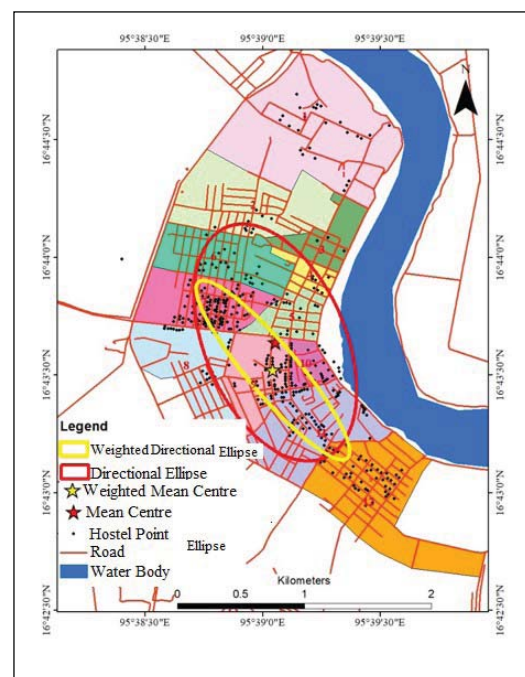 95°38'30"E 95°39'0"E 95°39'30"E
N
16°44'30"N 16°44'30"N
16°44'0"N 16°44'0"N
16°43'30"N 16°43'30"N
8
Legend
Weighted Directional Ellipse
Directional Ellipse
Weighted Mean Centre
Mean Centre
Hostel Point
Road Ellipse
Water Body
16°43'0"N 16°43'0"N
Kilometers
0 0.5 1 2
16°42'30"N 16°42'30"N
95°38'30"E 95°39'0"E 95°39'30"E